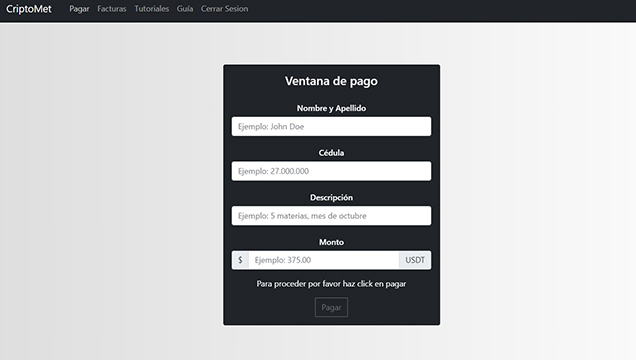 CriptoMet Pagar Facturas Tutoriales Guía Cerrar Sesion
Ventana de pago
Nombre y Apellido
Ejemplo: John Doe
Cédula
Ejemplo: 27.000.000
Descripción
Ejemplo: 5 materias, mes de octubre
Monto
$ Ejemplo: 375.00 USDT
Para proceder por favor haz click en pagar
Pagar